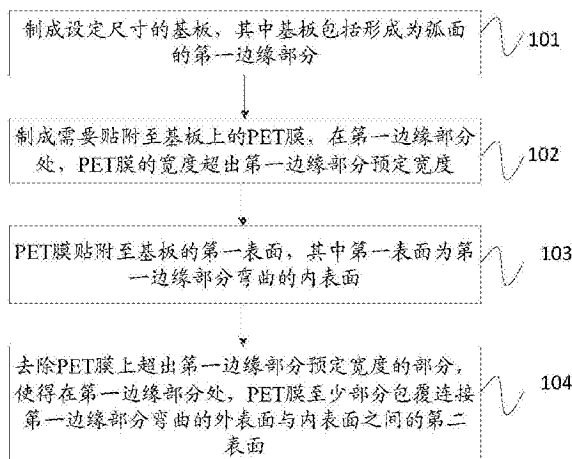 制成设定尺寸的基板，其中基板包括形成为弧面
的第一边缘部分
101
制成需要贴附至基板上的PET膜，在第一边缘部分
处，PET膜的宽度超出第一边缘部分预定宽度
102
PET膜贴附至基板的第一表面，其中第一表面为第
一边缘部分弯曲的内表面
103
去除PET膜上超出第一边缘部分预定宽度的部分，
使得在第一边缘部分处，PET膜至少部分包覆连接
第一边缘部分弯曲的外表面与内表面之间的第二
表面
104